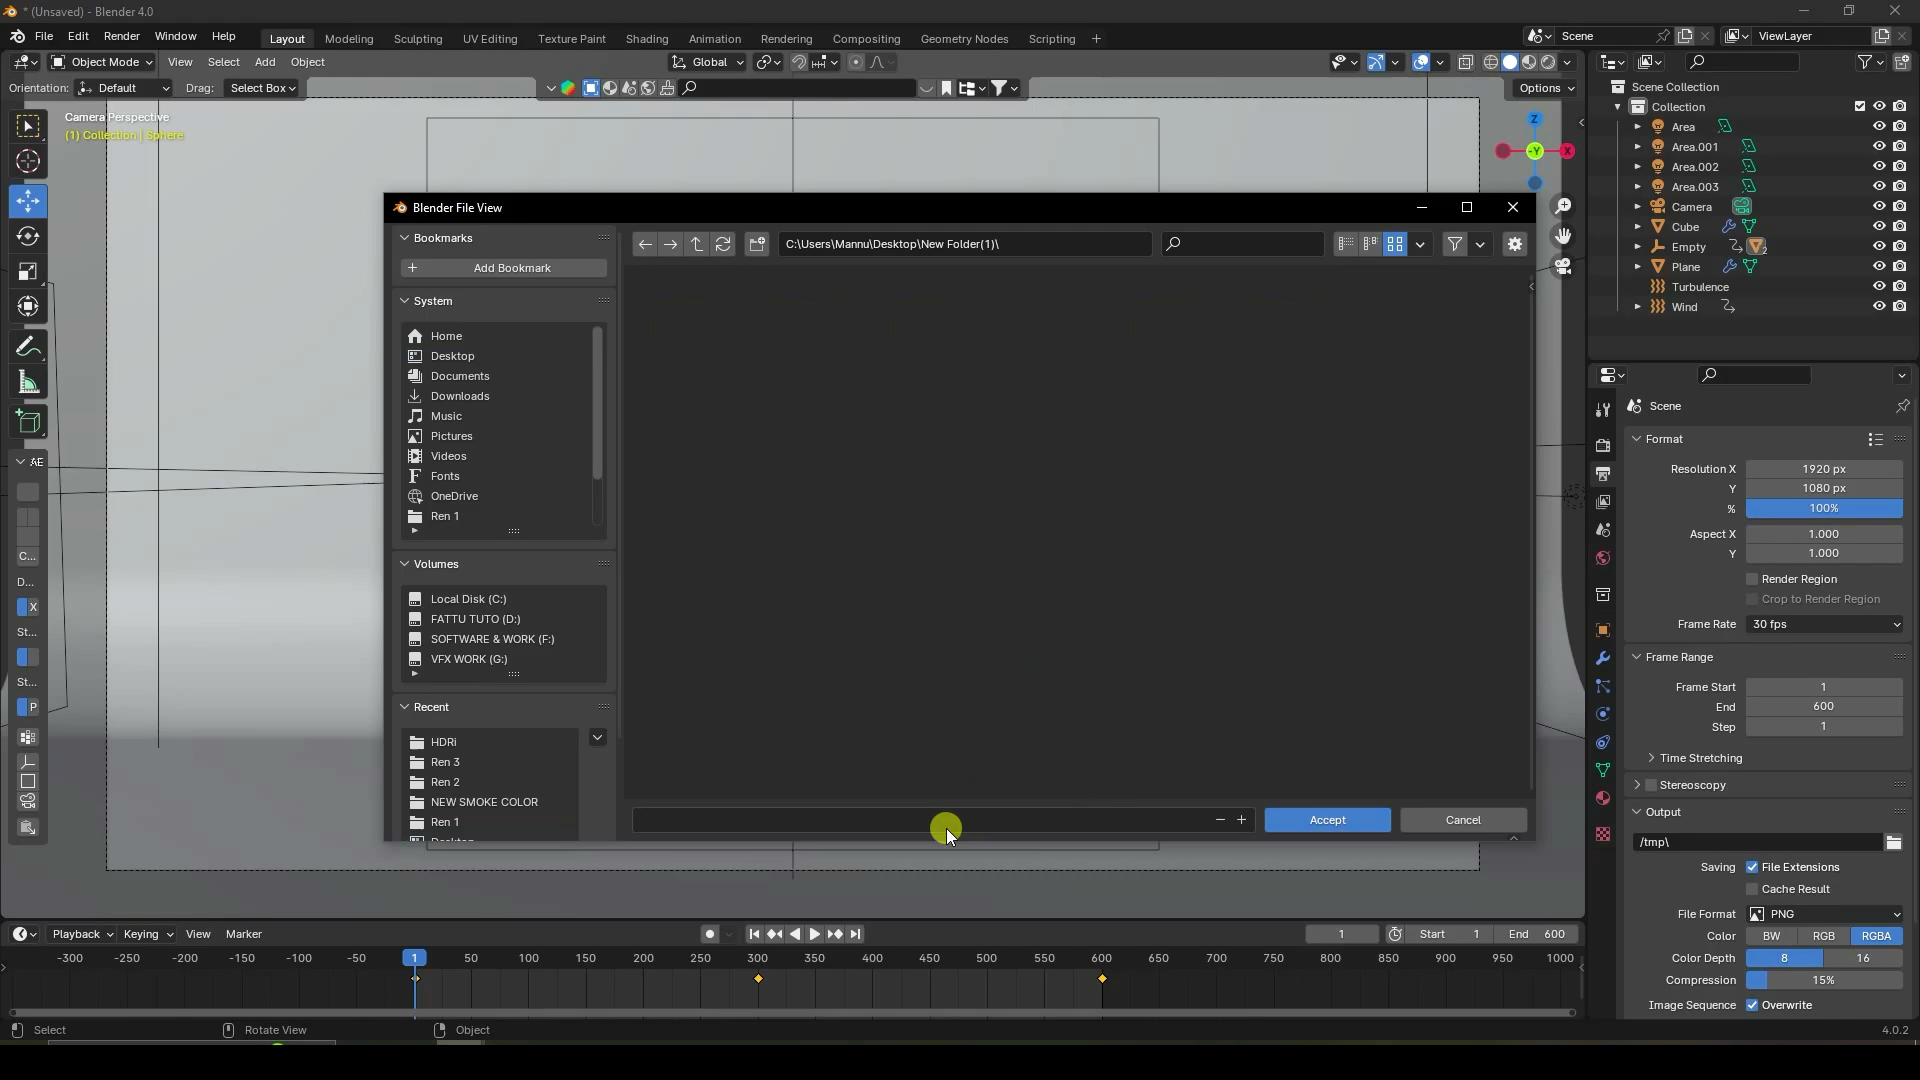 * (Unsaved) - Blender 4.0
File Edit Render Window Help
Layout Modeling Sculpting UV Editing Texture Paint Shading Animation Rendering Compositing Geometry Nodes Scripting +
Scene ViewLayer
Object Mode View Select Add Object Global
Orientation: Default Drag: Select Box Options
Camera Perspective
(1) Collection | Sphere
Z
-Y X
AE
C...
D...
X
St...
St...
P
Blender File View
Bookmarks
+ Add Bookmark
System
Home
Desktop
Documents
Downloads
Music
Pictures
Videos
Fonts
OneDrive
Ren 1
Volumes
Local Disk (C:)
FATTU TUTO (D:)
SOFTWARE & WORK (F:)
VFX WORK (G:)
Recent
HDRi
Ren 3
Ren 2
NEW SMOKE COLOR
Ren 1
Desktop
C:\Users\Mannu\Desktop\New Folder(1)\
Accept Cancel
Scene Collection
Collection
Area
Area.001
Area.002
Area.003
Camera
Cube
Empty 2
Plane
Turbulence
Wind
Scene
Format
Resolution X 1920 px
Y 1080 px
% 100%
Aspect X 1.000
Y 1.000
Render Region
Crop to Render Region
Frame Rate 30 fps
Frame Range
Frame Start 1
End 600
Step 1
Time Stretching
Stereoscopy
Output
/tmp\
Saving File Extensions
Cache Result
File Format PNG
Color BW RGB RGBA
Color Depth 8 16
Compression 15%
Image Sequence Overwrite
Playback Keying View Marker 1 Start 1 End 600
-300 -250 -200 -150 -100 -50 1 50 100 150 200 250 300 350 400 450 500 550 600 650 700 750 800 850 900 950 1000
Select Rotate View Object 4.0.2